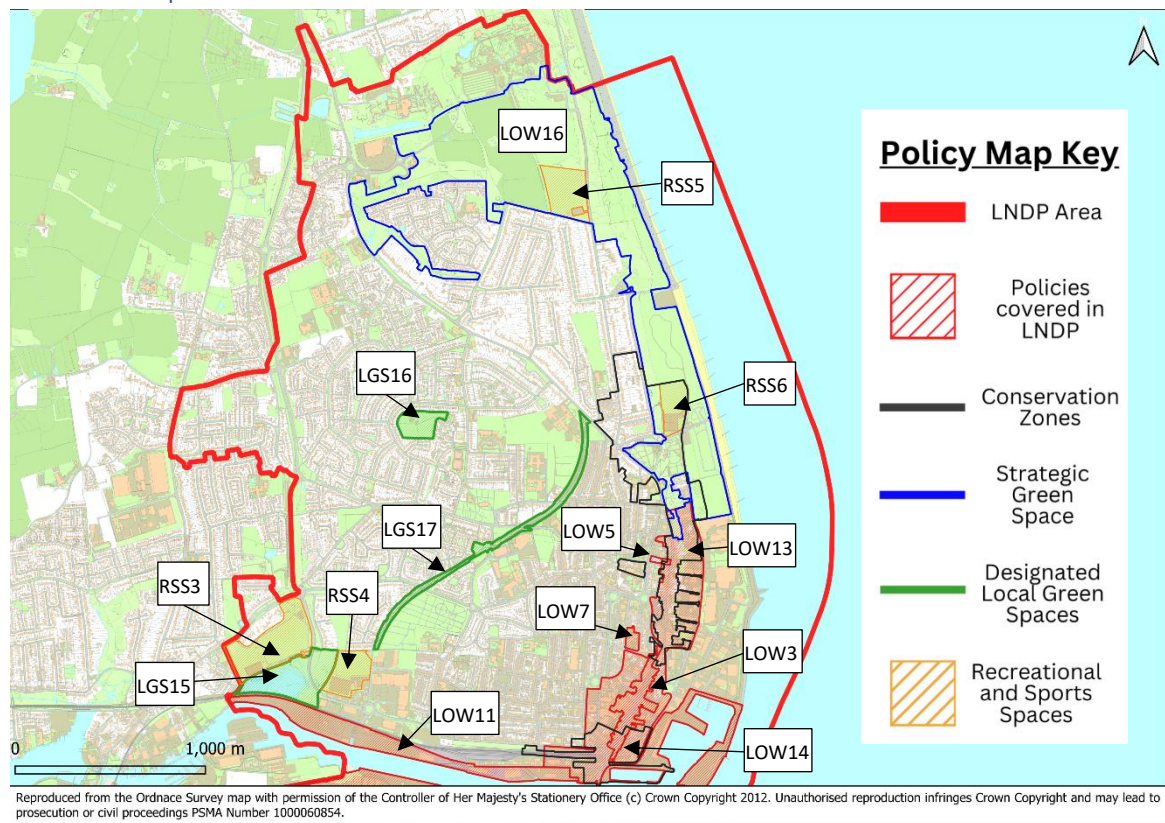 LOW16
RSS5
LGS16
RSS6
LGS17
LOW5
LOW13
RSS3
RSS4
LOW7
LGS15
LOW3
LOW11
LOW14
0
1,000 m
Policy Map Key
LNDP Area
Policies
covered in
LNDP
Conservation
Zones
Strategic
Green
Space
Designated
Local Green
Spaces
Recreational
and Sports
Spaces
Reproduced from the Ordnace Survey map with permission of the Controller of Her Majesty's Stationery Office (c) Crown Copyright 2012. Unauthorised reproduction infringes Crown Copyright and may lead to
prosecution or civil proceedings PSMA Number 1000060854.